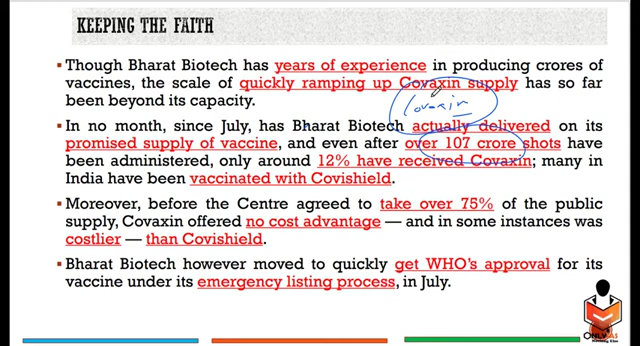 KEEPING THE FAITH
▪ Though Bharat Biotech has years of experience in producing crores of
vaccines, the scale of quickly ramping up Covaxin supply has so far
been beyond its capacity.
Covaxin
▪ In no month, since July, has Bharat Biotech actually delivered on its
promised supply of vaccine, and even after over 107 crore shots have
been administered, only around 12% have received Covaxin; many in
India have been vaccinated with Covishield.
▪ Moreover, before the Centre agreed to take over 75% of the public
supply, Covaxin offered no cost advantage — and in some instances was
costlier — than Covishield.
▪ Bharat Biotech however moved to quickly get WHO's approval for its
vaccine under its emergency listing process, in July.
ONLY IAS